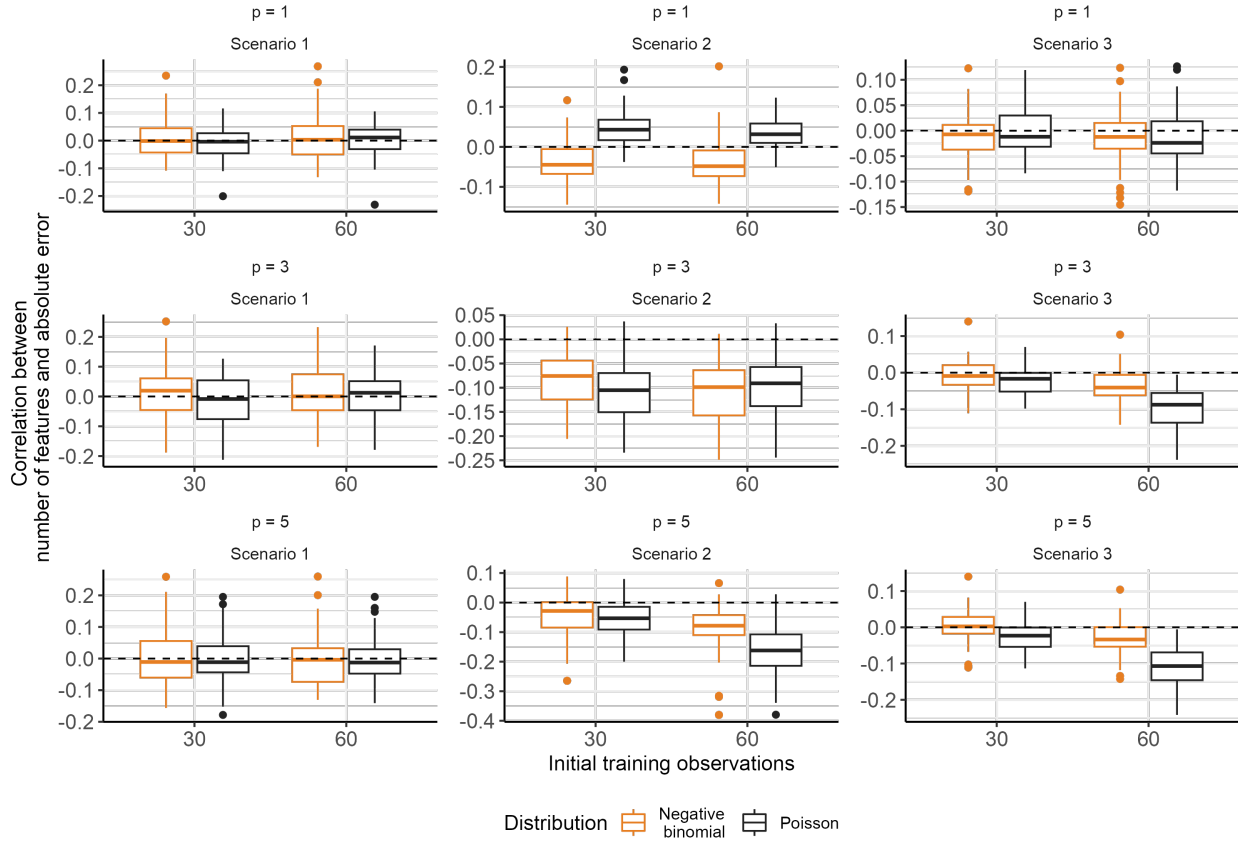 p = 1
Scenario 1
0.2
0.1
0.0
-0.1
-0.2
30
60
p = 1
Scenario 2
0.2
0.1
0.0
-0.1
30
60
p = 1
Scenario 3
0.10
0.05
0.00
-0.05
-0.10
-0.15
30
60
Correlation between
number of features and absolute error
p = 3
Scenario 1
0.2
0.1
0.0
-0.1
-0.2
30
60
p = 3
Scenario 2
0.05
0.00
-0.05
-0.10
-0.15
-0.20
-0.25
30
60
p = 3
Scenario 3
0.1
0.0
-0.1
-0.2
30
60
p = 5
Scenario 1
0.2
0.1
0.0
-0.1
-0.2
30
60
p = 5
Scenario 2
0.1
0.0
-0.1
-0.2
-0.3
-0.4
30
60
p = 5
Scenario 3
0.1
0.0
-0.1
-0.2
30
60
Initial training observations
Distribution
Negative
binomial
Poisson